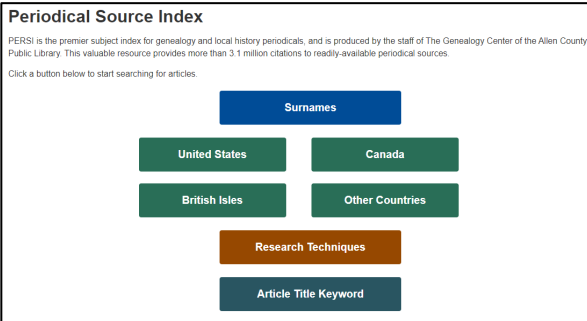 Periodical Source Index
PERSI is the premier subject index for genealogy and local history periodicals, and is produced by the staff of The Genealogy Center of the Allen County
Public Library. This valuable resource provides more than 3.1 million citations to readily-available periodical sources.
Click a button below to start searching for articles.
Surnames
United States
Canada
British Isles
Other Countries
Research Techniques
Article Title Keyword